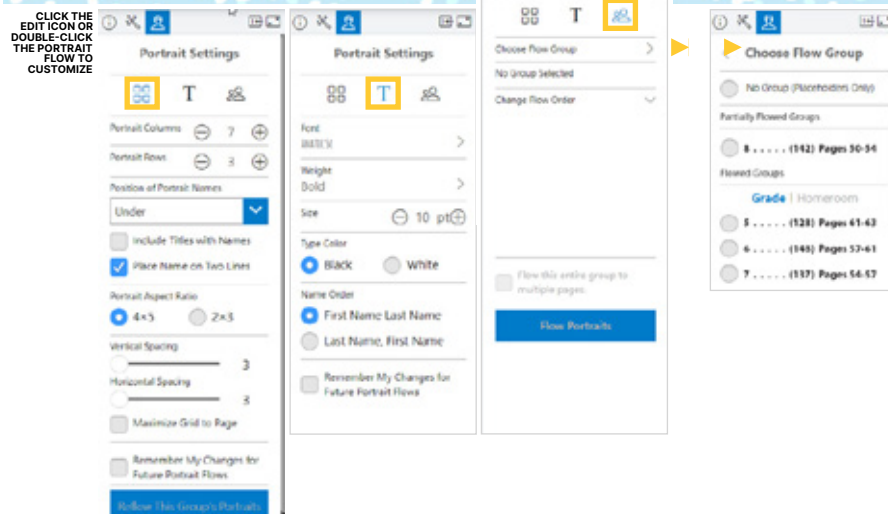 CLICK THE
EDIT ICON OR
DOUBLE-CLICK
THE PORTRAIT
FLOW TO
CUSTOMIZE
Portrait Settings
T
Portrait Columns 7
Portrait Rows 3
Position of Portrait Names
Under
Include Titles with Names
Place Name on Two Lines
Portrait Aspect Ratio
4×5 2×3
Vertical Spacing
3
Horizontal Spacing
3
Maximize Grid to Page
Remember My Changes for
Future Portrait Flows
Reflow This Group's Portraits
Portrait Settings
T
Font
Weight
Bold
Size 10 pt
Type Color
Black White
Name Order
First Name Last Name
Last Name, First Name
Remember My Changes for
Future Portrait Flows
T
Choose Flow Group
No Group Selected
Change Flow Order
Flow this entire group to
multiple pages.
Flow Portraits
Choose Flow Group
No Group (Placeholders Only)
Partially Flowed Groups
8 . . . . . (142) Pages 50-54
Flowed Groups
Grade | Homeroom
5 . . . . . (128) Pages 61-63
6 . . . . . (148) Pages 57-61
7 . . . . . (137) Pages 54-57